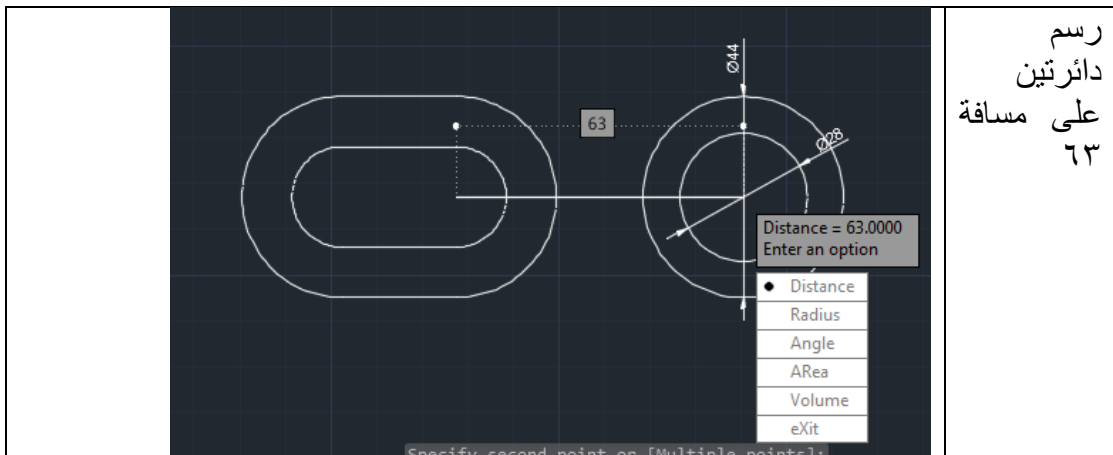 رسم
دائرتين
على مسافة
٦٣
Ø44
63
Ø28
Distance = 63.0000
Enter an option
Distance
Radius
Angle
ARea
Volume
eXit
Specify second point or [Multiple points]: